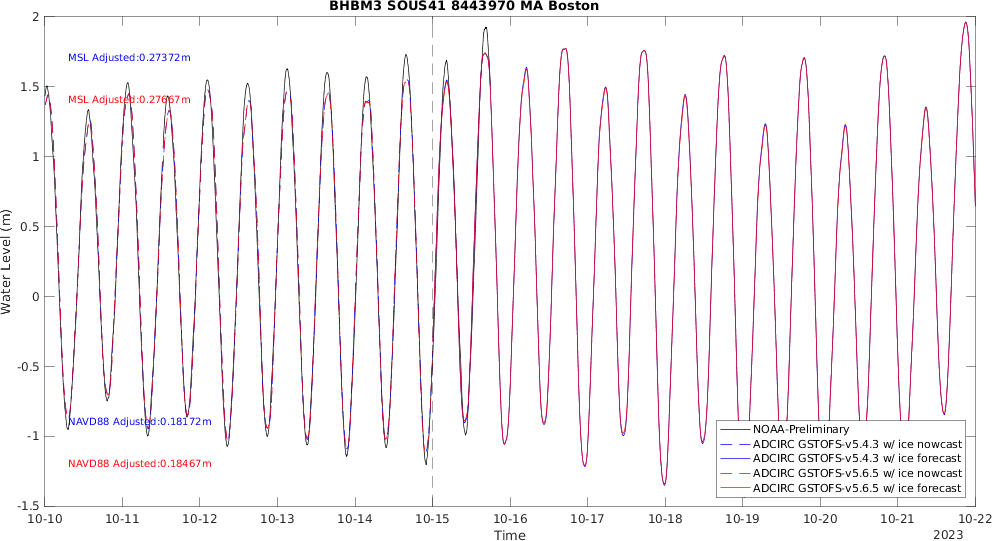 BHBM3 SOUS41 8443970 MA Boston
2
MSL Adjusted:0.27372m
1.5
MSL Adjusted:0.27667m
1
0.5
Water Level (m)
0
-0.5
NAVD88 Adjusted:0.18172m
-1
NAVD88 Adjusted:0.18467m
-1.5
NOAA-Preliminary
ADCIRC GSTOFS-v5.4.3 w/ ice nowcast
ADCIRC GSTOFS-v5.4.3 w/ ice forecast
ADCIRC GSTOFS-v5.6.5 w/ ice nowcast
ADCIRC GSTOFS-v5.6.5 w/ ice forecast
10-10 10-11 10-12 10-13 10-14 10-15 10-16 10-17 10-18 10-19 10-20 10-21 10-22
Time
2023